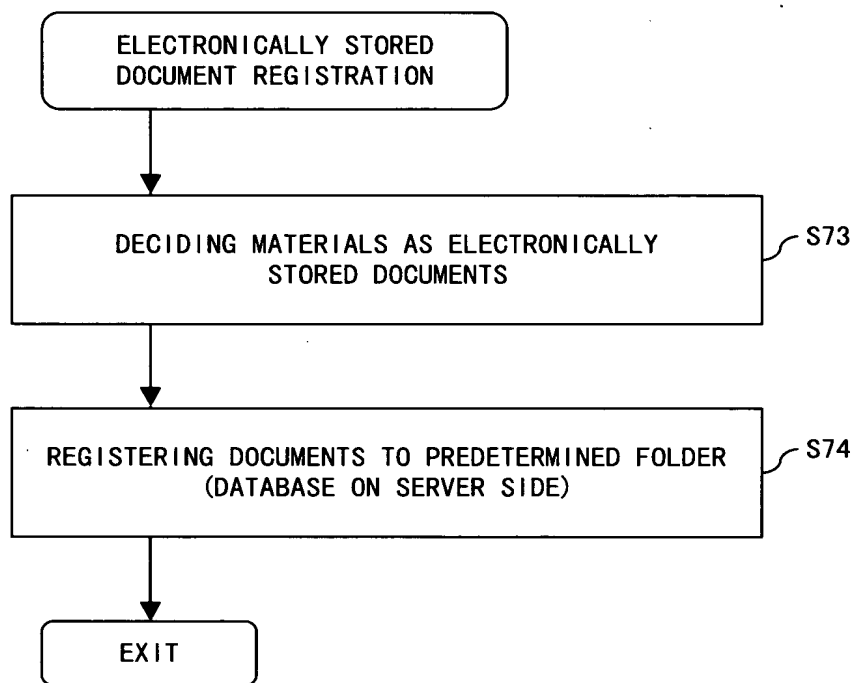 ELECTRONICALLY STORED
DOCUMENT REGISTRATION
DECIDING MATERIALS AS ELECTRONICALLY
STORED DOCUMENTS
S73
REGISTERING DOCUMENTS TO PREDETERMINED FOLDER
(DATABASE ON SERVER SIDE)
S74
EXIT